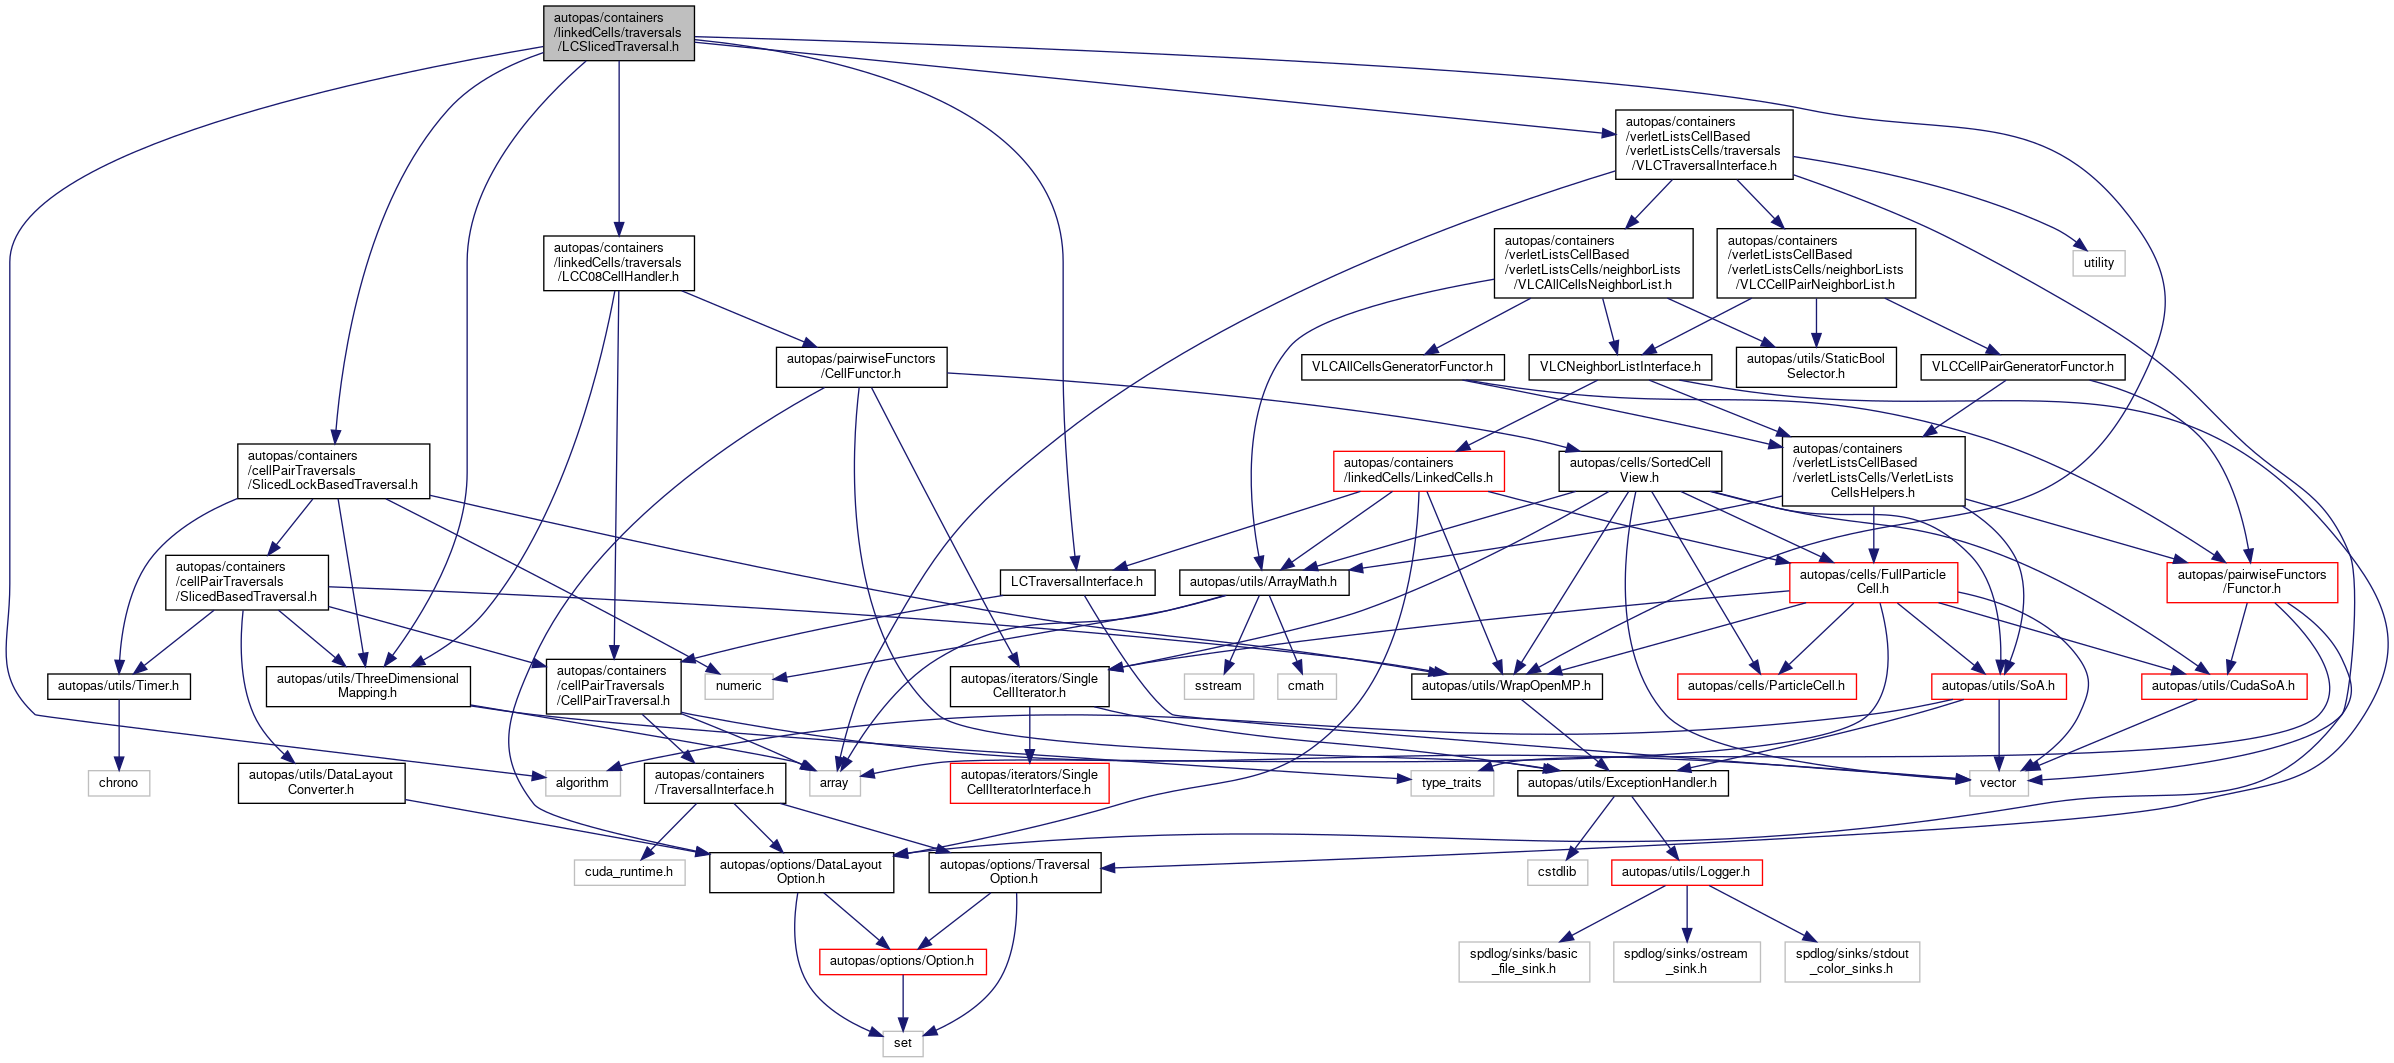 autopas/containers
/linkedCells/traversals
/LCSlicedTraversal.h
autopas/containers
/verletListsCellBased
/verletListsCells/traversals
/VLCTraversalInterface.h
autopas/containers
/linkedCells/traversals
/LCC08CellHandler.h
autopas/containers
/verletListsCellBased
/verletListsCells/neighborLists
/VLCAllCellsNeighborList.h
autopas/containers
/verletListsCellBased
/verletListsCells/neighborLists
/VLCCellPairNeighborList.h
utility
autopas/pairwiseFunctors
/CellFunctor.h
VLCAllCellsGeneratorFunctor.h
VLCNeighborListInterface.h
autopas/utils/StaticBool
Selector.h
VLCCellPairGeneratorFunctor.h
autopas/containers
/cellPairTraversals
/SlicedLockBasedTraversal.h
autopas/containers
/linkedCells/LinkedCells.h
autopas/cells/SortedCell
View.h
autopas/containers
/verletListsCellBased
/verletListsCells/VerletLists
CellsHelpers.h
autopas/containers
/cellPairTraversals
/SlicedBasedTraversal.h
LCTraversalInterface.h
autopas/utils/ArrayMath.h
autopas/cells/FullParticle
Cell.h
autopas/pairwiseFunctors
/Functor.h
autopas/utils/Timer.h
autopas/utils/ThreeDimensional
Mapping.h
autopas/containers
/cellPairTraversals
/CellPairTraversal.h
numeric
autopas/iterators/Single
CellIterator.h
sstream
cmath
autopas/utils/WrapOpenMP.h
autopas/cells/ParticleCell.h
autopas/utils/SoA.h
autopas/utils/CudaSoA.h
chrono
autopas/utils/DataLayout
Converter.h
algorithm
autopas/containers
/TraversalInterface.h
array
autopas/iterators/Single
CellIteratorInterface.h
type_traits
autopas/utils/ExceptionHandler.h
vector
cuda_runtime.h
autopas/options/DataLayout
Option.h
autopas/options/Traversal
Option.h
cstdlib
autopas/utils/Logger.h
autopas/options/Option.h
spdlog/sinks/basic
_file_sink.h
spdlog/sinks/ostream
_sink.h
spdlog/sinks/stdout
_color_sinks.h
set